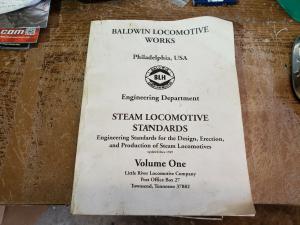 BALDWIN LOCOMOTIVE
WORKS
Philadelphia, USA
BLH
Engineering Department
STEAM LOCOMOTIVE
STANDARDS
Engineering Standards for the Design, Erection,
and Production of Steam Locomotives
Volume One
Little River Locomotive Company
Post Office Box 27
Townsend, Tennessee 37882